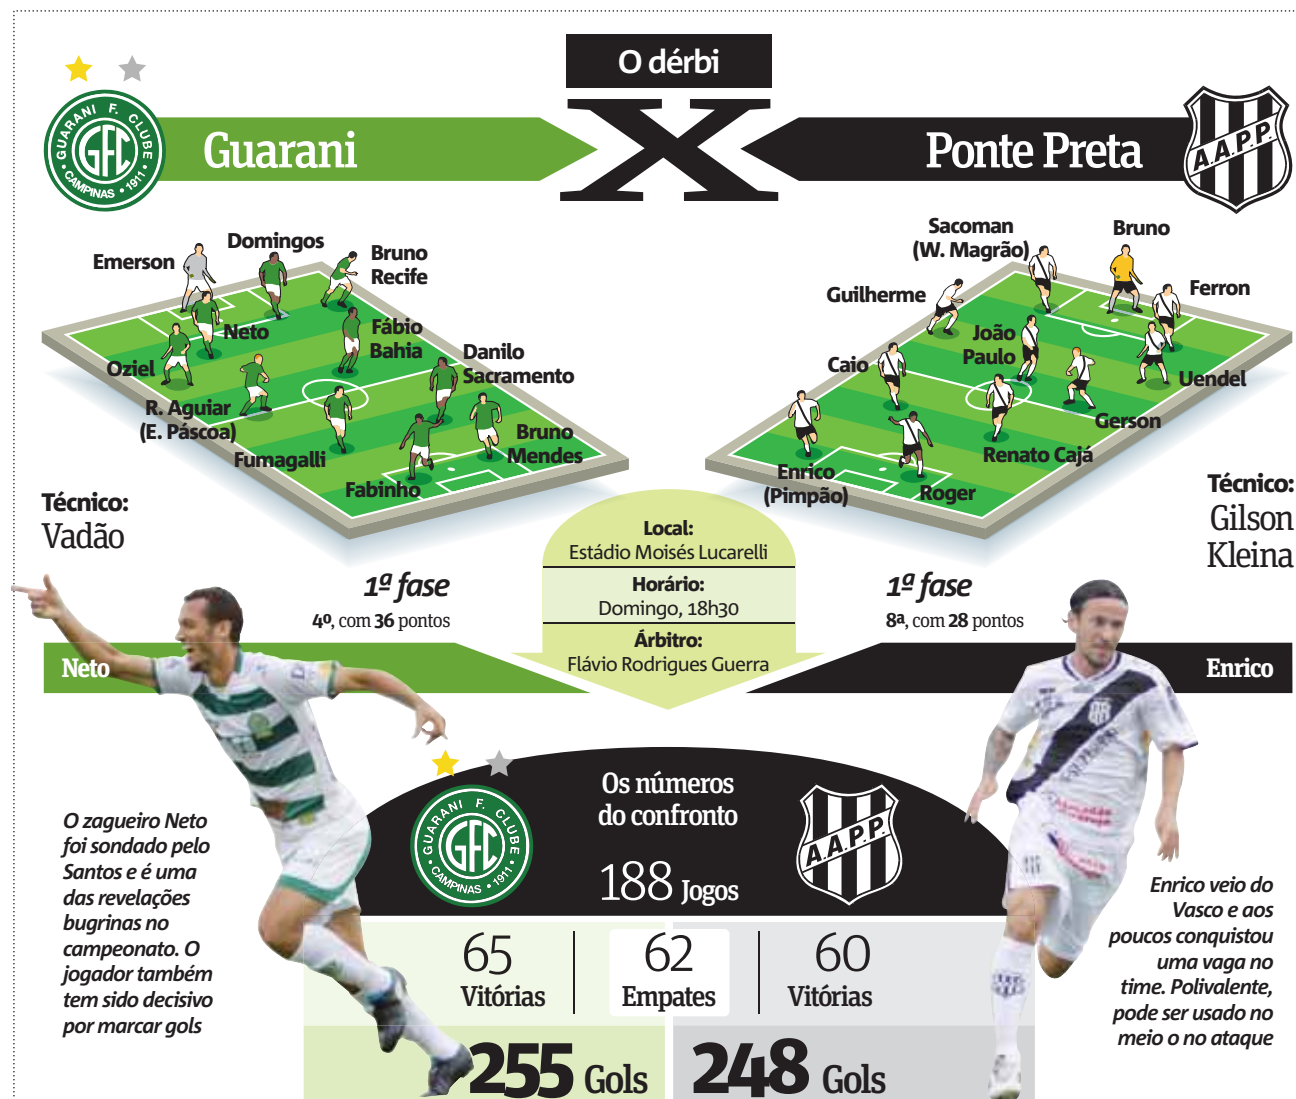 O dérbi
X
Guarani
Ponte Preta
GUARANI F. CLUBE
GFC
CAMPINAS • 1911
A.A.P.P.
Emerson
Domingos
Bruno
Recife
Neto
Fábio
Bahia
Oziel
Danilo
Sacramento
R. Aguiar
(E. Páscoa)
Fumagalli
Bruno
Mendes
Fabinho
Sacoman
(W. Magrão)
Bruno
Guilherme
Ferron
João
Paulo
Caio
Uendel
Gerson
Renato Cajá
Enrico
(Pimpão)
Roger
Técnico:
Vadão
Técnico:
Gilson
Kleina
Local:
Estádio Moisés Lucarelli
Horário:
Domingo, 18h30
Árbitro:
Flávio Rodrigues Guerra
1ª fase
4º, com 36 pontos
1ª fase
8ª, com 28 pontos
Neto
Enrico
O zagueiro Neto
foi sondado pelo
Santos e é uma
das revelações
bugrinas no
campeonato. O
jogador também
tem sido decisivo
por marcar gols
Os números
do confronto
188 Jogos
GUARANI F. CLUBE
GFC
CAMPINAS • 1911
A.A.P.P.
65
Vitórias
62
Empates
60
Vitórias
255 Gols
248 Gols
Enrico veio do
Vasco e aos
poucos conquistou
uma vaga no
time. Polivalente,
pode ser usado no
meio o no ataque